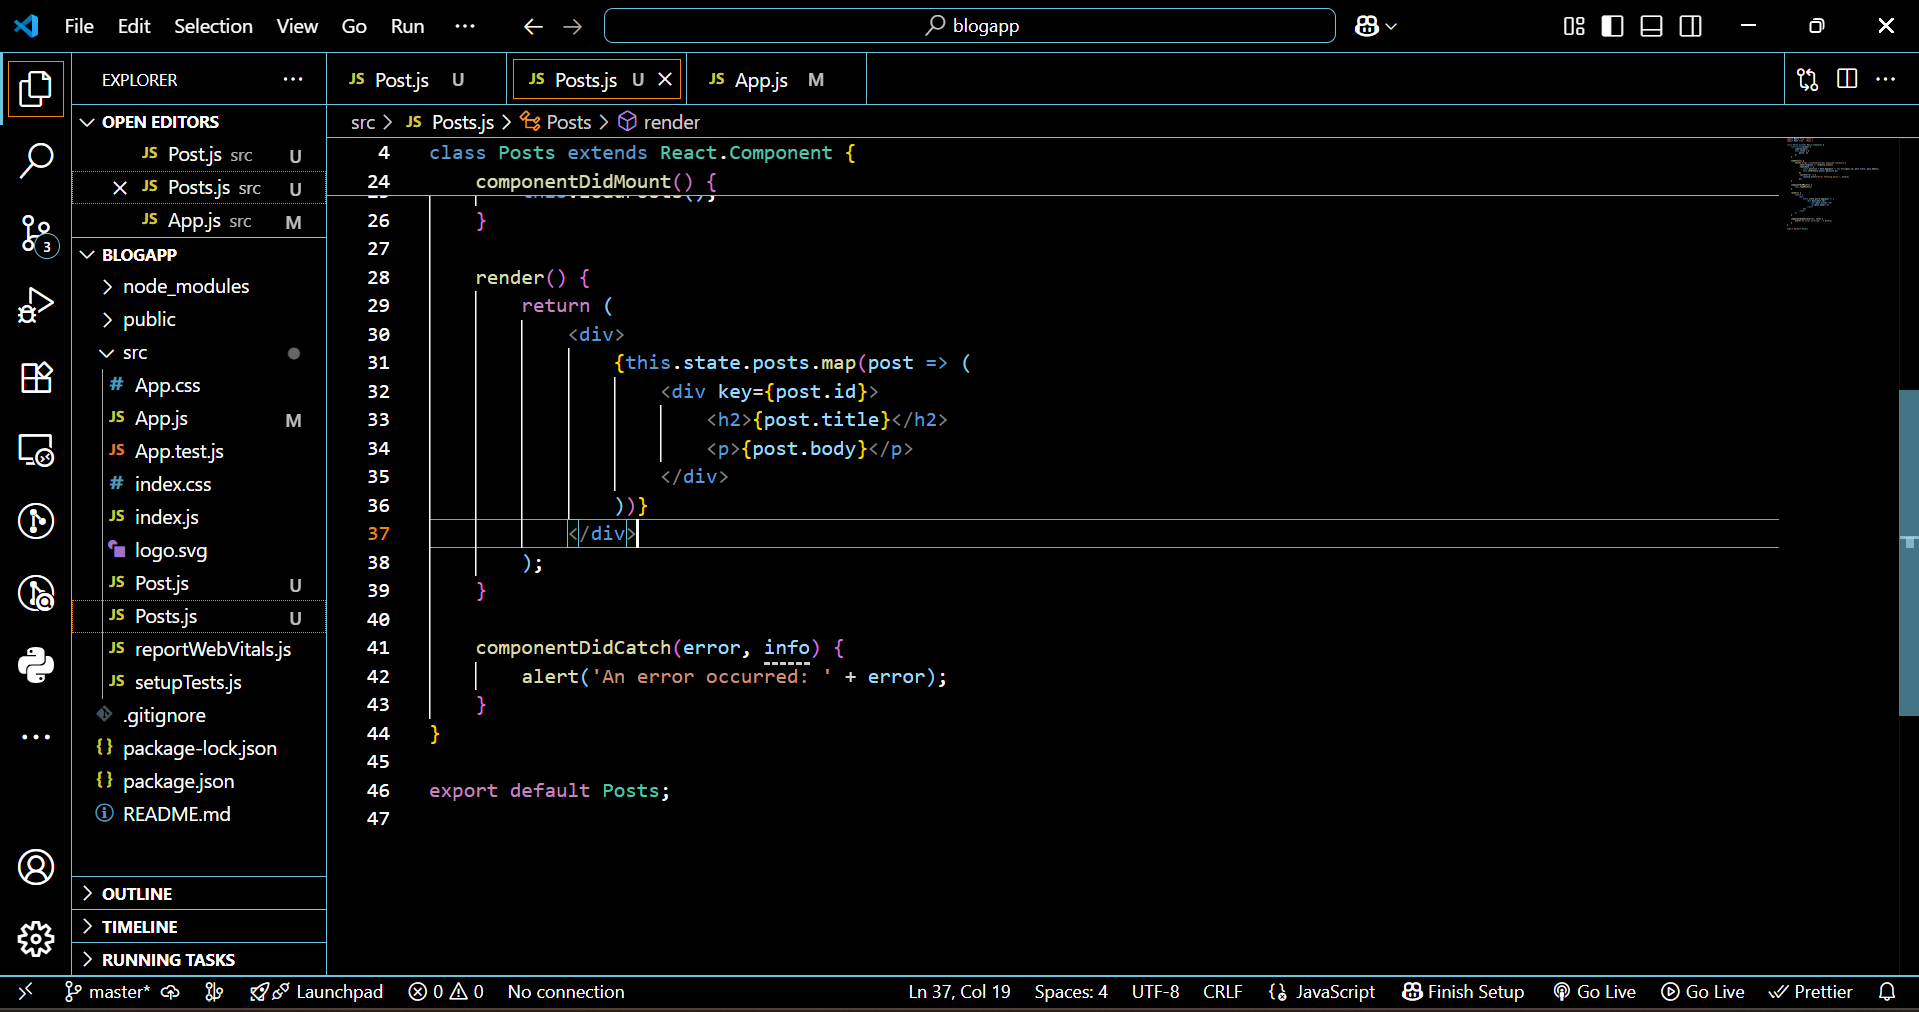 File Edit Selection View Go Run ··· blogapp
EXPLORER ···
OPEN EDITORS
JS Post.js src U
JS Posts.js src U
JS App.js src M
BLOGAPP
node_modules
public
src
# App.css
JS App.js M
JS App.test.js
# index.css
JS index.js
logo.svg
JS Post.js U
JS Posts.js U
JS reportWebVitals.js
JS setupTests.js
.gitignore
{} package-lock.json
{} package.json
README.md
OUTLINE
TIMELINE
RUNNING TASKS
3
JS Post.js U JS Posts.js U JS App.js M
src > JS Posts.js > Posts > render
4 class Posts extends React.Component {
24 componentDidMount() {
26 }
27
28 render() {
29 return (
30 <div>
31 {this.state.posts.map(post => (
32 <div key={post.id}>
33 <h2>{post.title}</h2>
34 <p>{post.body}</p>
35 </div>
36 ))}
37 </div>
38 );
39 }
40
41 componentDidCatch(error, info) {
42 alert('An error occurred: ' + error);
43 }
44 }
45
46 export default Posts;
47
master* Launchpad 0 0 No connection Ln 37, Col 19 Spaces: 4 UTF-8 CRLF JavaScript Finish Setup Go Live Go Live Prettier